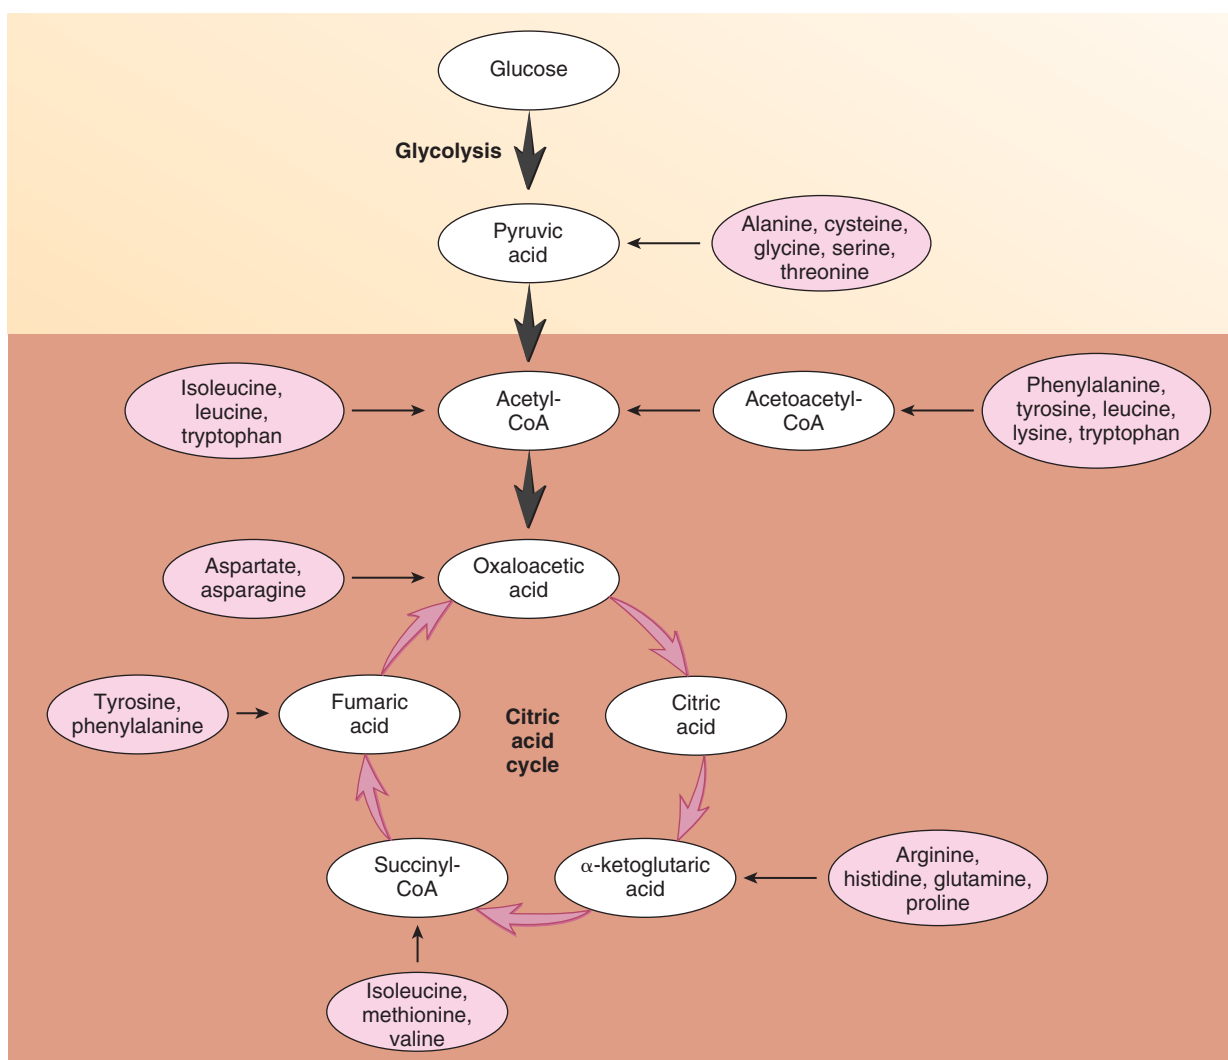 Glucose
Glycolysis
Pyruvic
acid
Alanine, cysteine,
glycine, serine,
threonine
Isoleucine,
leucine,
tryptophan
Acetyl-
CoA
Acetoacetyl-
CoA
Phenylalanine,
tyrosine, leucine,
lysine, tryptophan
Aspartate,
asparagine
Oxaloacetic
acid
Tyrosine,
phenylalanine
Fumaric
acid
Citric
acid
cycle
Citric
acid
Succinyl-
CoA
α-ketoglutaric
acid
Arginine,
histidine, glutamine,
proline
Isoleucine,
methionine,
valine